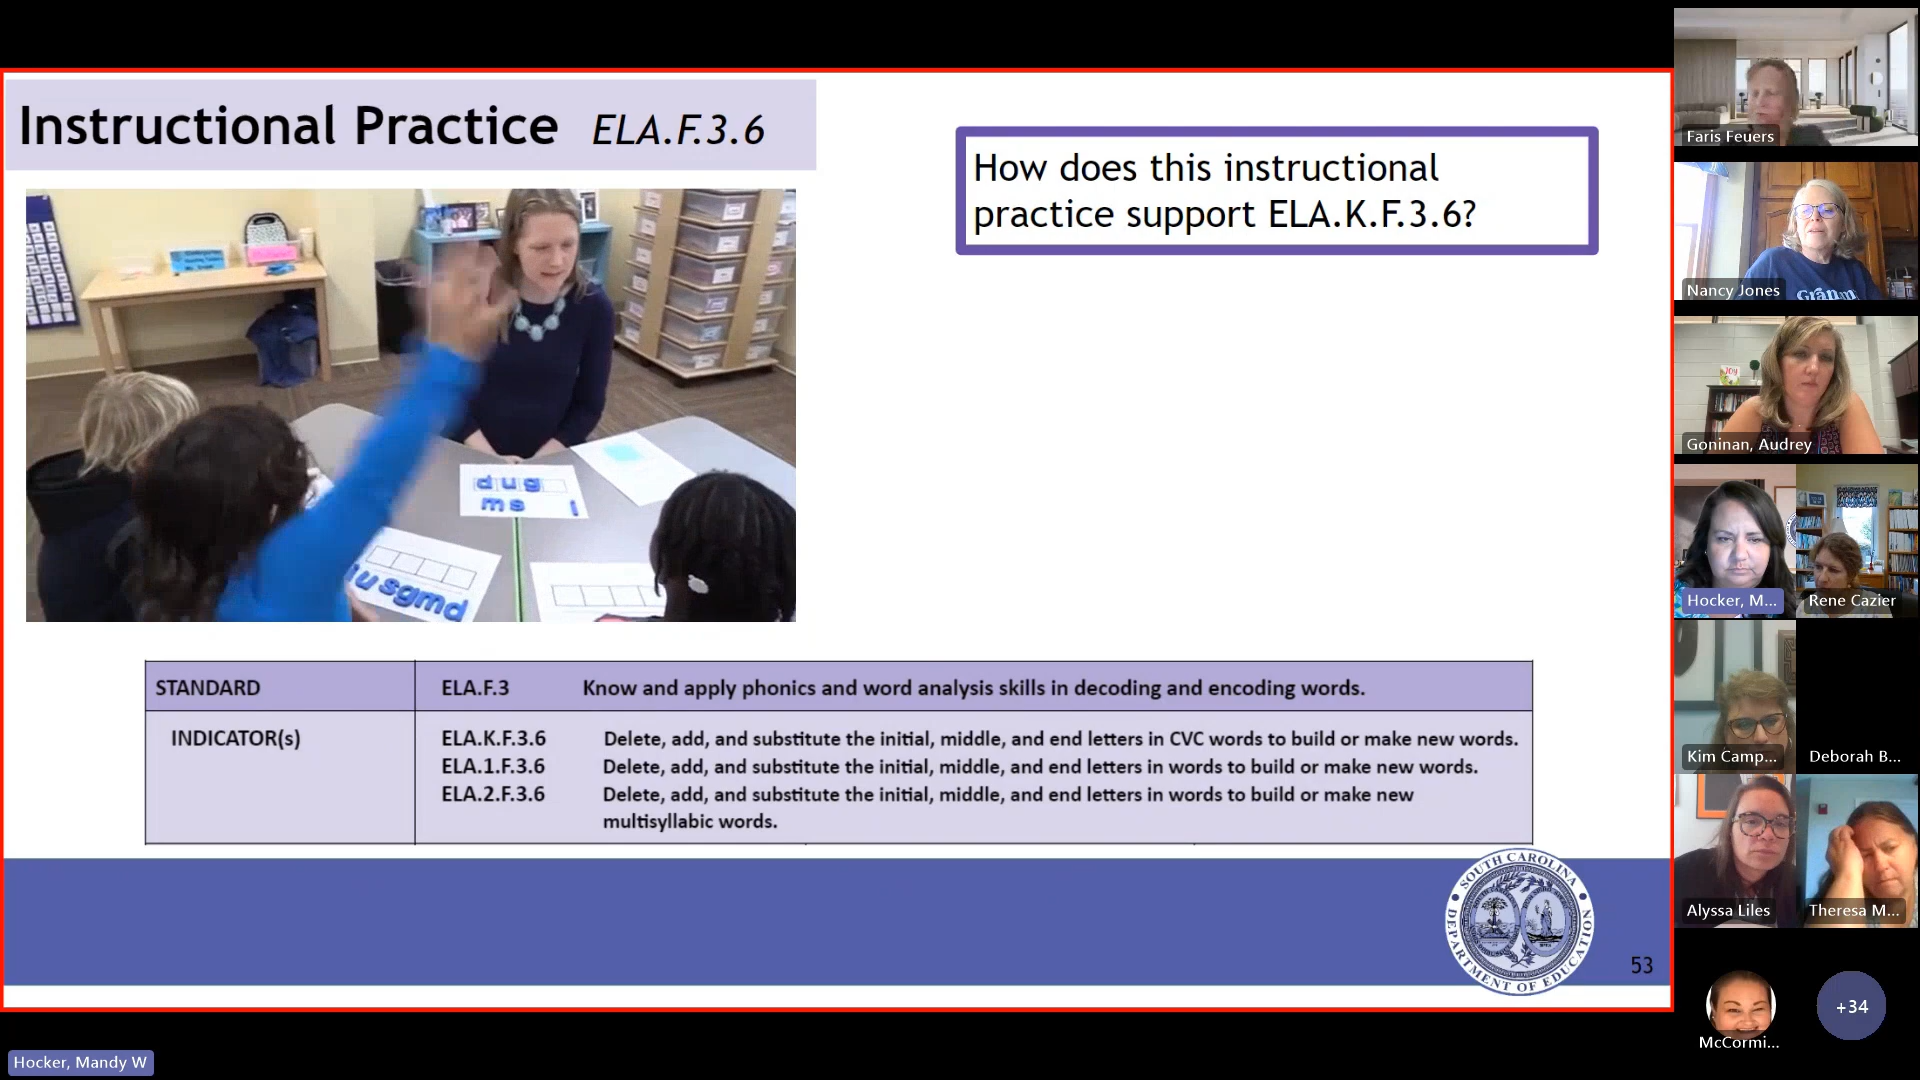 Instructional Practice ELA.F.3.6
How does this instructional
practice support ELA.K.F.3.6?
dug
ms l
usgmd
STANDARD ELA.F.3 Know and apply phonics and word analysis skills in decoding and encoding words.
INDICATOR(s) ELA.K.F.3.6 Delete, add, and substitute the initial, middle, and end letters in CVC words to build or make new words.
ELA.1.F.3.6 Delete, add, and substitute the initial, middle, and end letters in words to build or make new words.
ELA.2.F.3.6 Delete, add, and substitute the initial, middle, and end letters in words to build or make new
multisyllabic words.
SOUTH CAROLINA
DEPARTMENT OF EDUCATION
53
Hocker, Mandy W
Faris Feuers
Nancy Jones
JOY
Goninan, Audrey
Hocker, M...
Rene Cazier
Kim Camp...
Deborah B...
Alyssa Liles
Theresa M...
McCormi...
+34